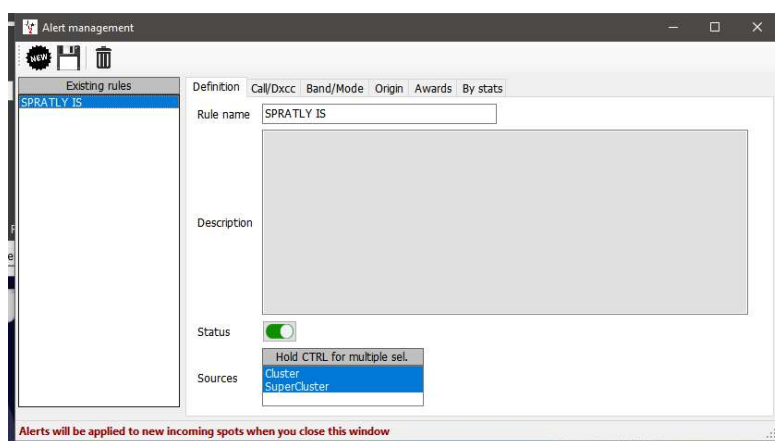 Alert management
NEW
Existing rules
SPRATLY IS
Definition Call/Dxcc Band/Mode Origin Awards By stats
Rule name SPRATLY IS
Description
Status
Hold CTRL for multiple sel.
Sources
Cluster
SuperCluster
Alerts will be applied to new incoming spots when you close this window